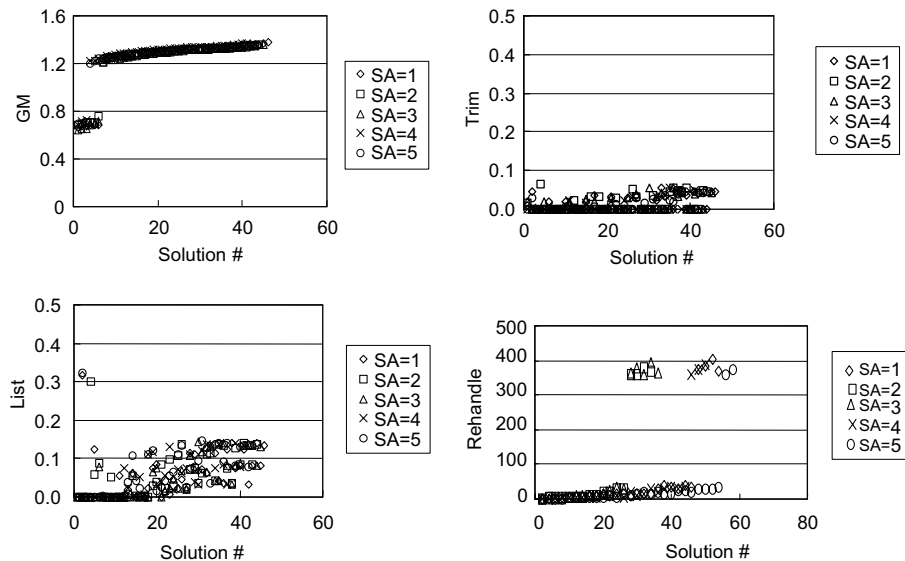 1.6
1.2
0.8
0.4
0
GM
0
20
40
60
Solution #
SA=1
SA=2
SA=3
SA=4
SA=5
0.5
0.4
0.3
0.2
0.1
0.0
Trim
0
20
40
60
Solution #
SA=1
SA=2
SA=3
SA=4
SA=5
0.5
0.4
0.3
0.2
0.1
0.0
List
0
20
40
60
Solution #
SA=1
SA=2
SA=3
SA=4
SA=5
500
400
300
200
100
0
Rehandle
0
20
40
60
80
Solution #
SA=1
SA=2
SA=3
SA=4
SA=5